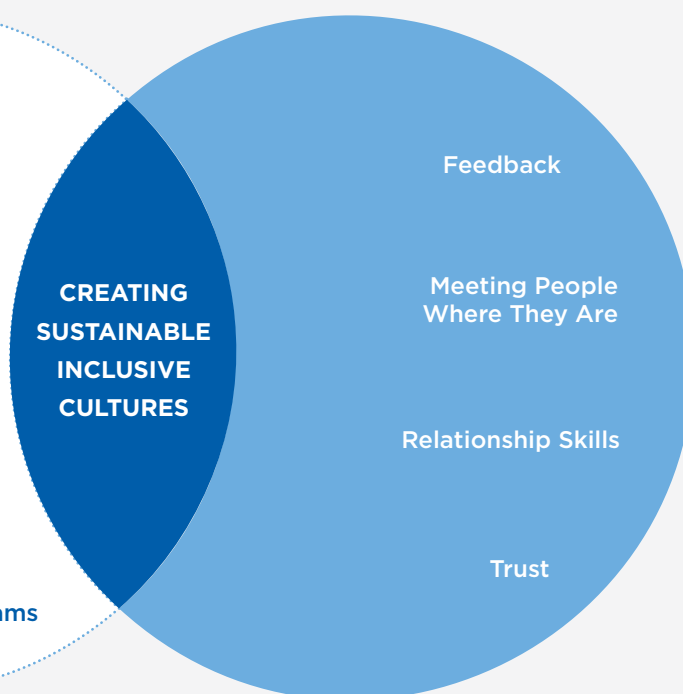 Feedback
Meeting People
Where They Are
CREATING
SUSTAINABLE
INCLUSIVE
CULTURES
Relationship Skills
Trust